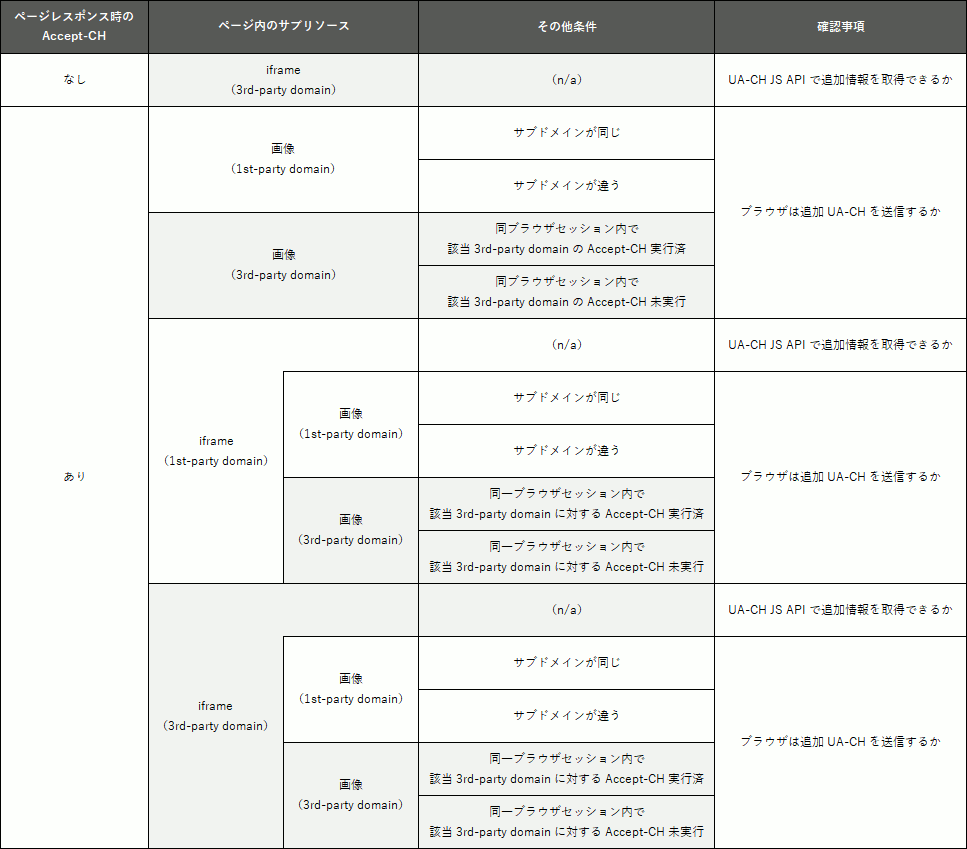 ページレスポンス時の
Accept-CH
ページ内のサブリソース
その他条件
確認事項
なし
iframe
（3rd-party domain）
（n/a）
UA-CH JS API で追加情報を取得できるか
あり
画像
（1st-party domain）
サブドメインが同じ
サブドメインが違う
ブラウザは追加 UA-CH を送信するか
画像
（3rd-party domain）
同ブラウザセッション内で
該当 3rd-party domain の Accept-CH 実行済
同ブラウザセッション内で
該当 3rd-party domain の Accept-CH 未実行
iframe
（1st-party domain）
（n/a）
UA-CH JS API で追加情報を取得できるか
画像
（1st-party domain）
サブドメインが同じ
サブドメインが違う
ブラウザは追加 UA-CH を送信するか
画像
（3rd-party domain）
同一ブラウザセッション内で
該当 3rd-party domain に対する Accept-CH 実行済
同一ブラウザセッション内で
該当 3rd-party domain に対する Accept-CH 未実行
iframe
（3rd-party domain）
（n/a）
UA-CH JS API で追加情報を取得できるか
画像
（1st-party domain）
サブドメインが同じ
サブドメインが違う
ブラウザは追加 UA-CH を送信するか
画像
（3rd-party domain）
同一ブラウザセッション内で
該当 3rd-party domain に対する Accept-CH 実行済
同一ブラウザセッション内で
該当 3rd-party domain に対する Accept-CH 未実行